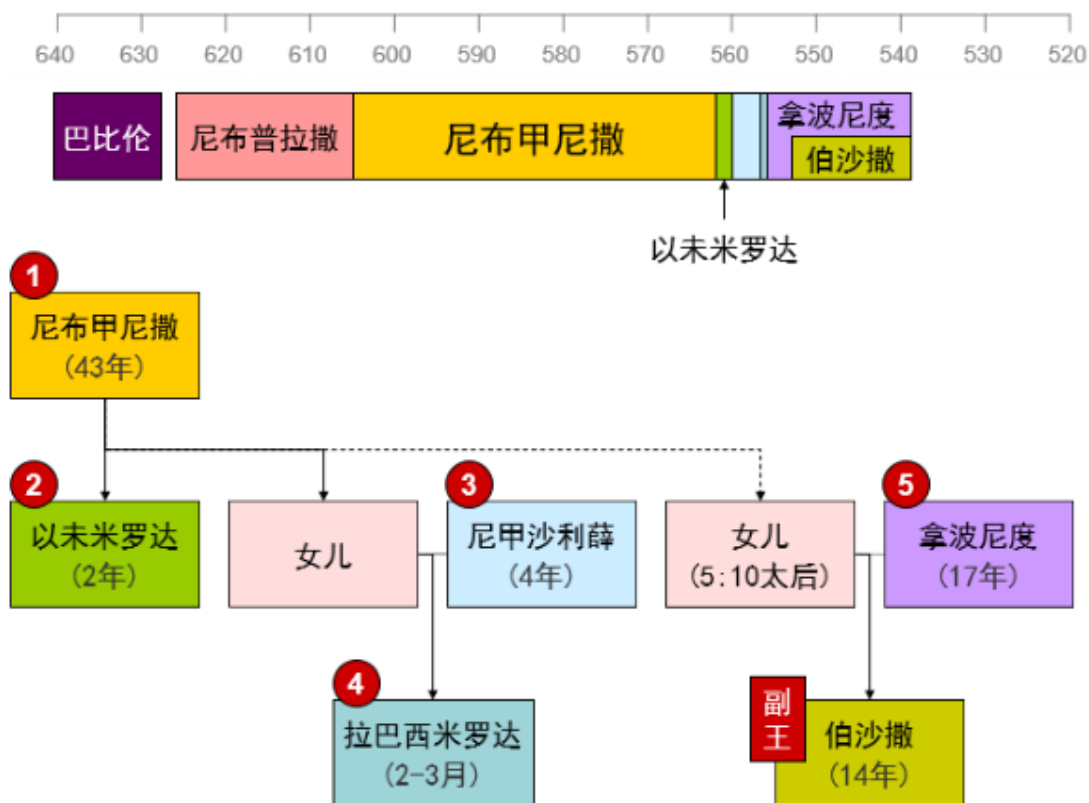 640 630 620 610 600 590 580 570 560 550 540 530 520
巴比伦 尼布普拉撒 尼布甲尼撒 拿波尼度
伯沙撒
以未米罗达
1
尼布甲尼撒
(43年)
2 3 5
以未米罗达 女儿 尼甲沙利薛 女儿 拿波尼度
(2年) (4年) (5:10太后) (17年)
4
拉巴西米罗达
(2-3月)
副王
伯沙撒
(14年)